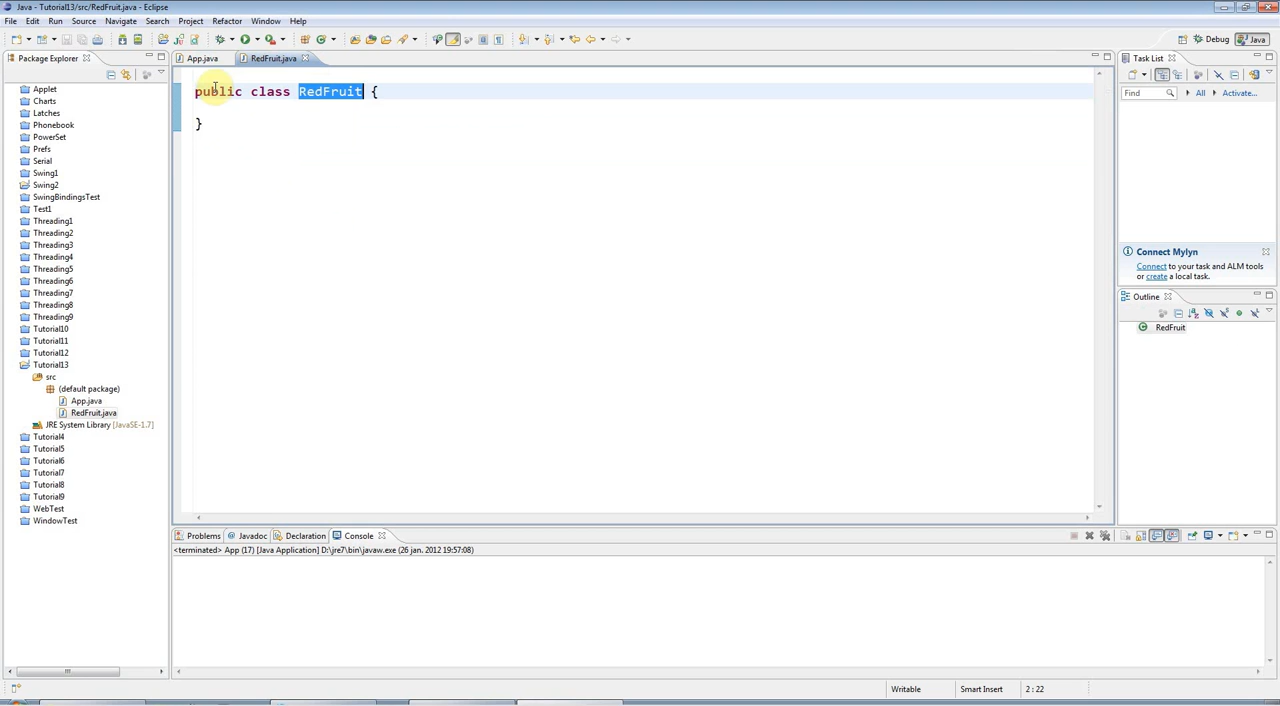 Java - Tutorial13/src/RedFruit.java - Eclipse
File Edit Run Source Navigate Search Project Refactor Window Help
Debug Java
Package Explorer
Applet
Charts
Latches
Phonebook
PowerSet
Prefs
Serial
Swing1
Swing2
SwingBindingsTest
Test1
Threading1
Threading2
Threading3
Threading4
Threading5
Threading6
Threading7
Threading8
Threading9
Tutorial10
Tutorial11
Tutorial12
Tutorial13
src
(default package)
App.java
RedFruit.java
JRE System Library [JavaSE-1.7]
Tutorial4
Tutorial5
Tutorial6
Tutorial7
Tutorial8
Tutorial9
WebTest
WindowTest
App.java RedFruit.java
public class RedFruit {
}
Task List
Find All Activate...
Connect Mylyn
Connect to your task and ALM tools
or create a local task.
Outline
RedFruit
Problems Javadoc Declaration Console
<terminated> App (17) [Java Application] D:\jre7\bin\javaw.exe (26 jan. 2012 19:57:08)
Writable Smart Insert 2 : 22